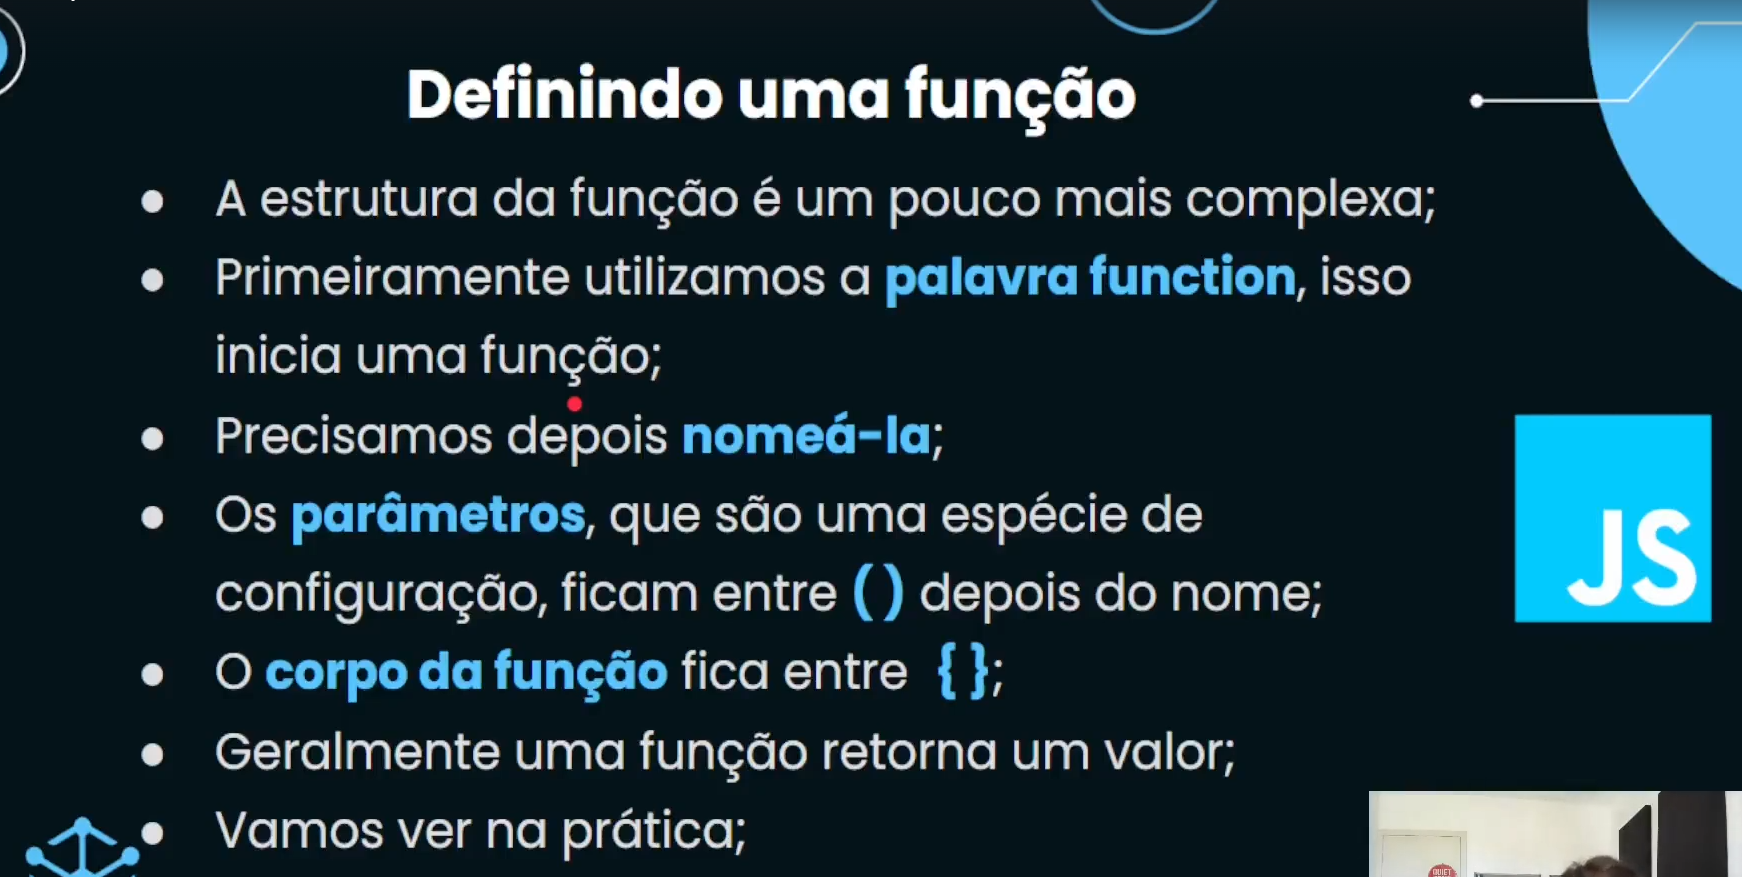 Definindo uma função
● A estrutura da função é um pouco mais complexa;
● Primeiramente utilizamos a palavra function, isso
inicia uma função;
● Precisamos depois nomeá-la;
● Os parâmetros, que são uma espécie de
configuração, ficam entre ( ) depois do nome;
● O corpo da função fica entre { };
● Geralmente uma função retorna um valor;
● Vamos ver na prática;
JS
QUIET